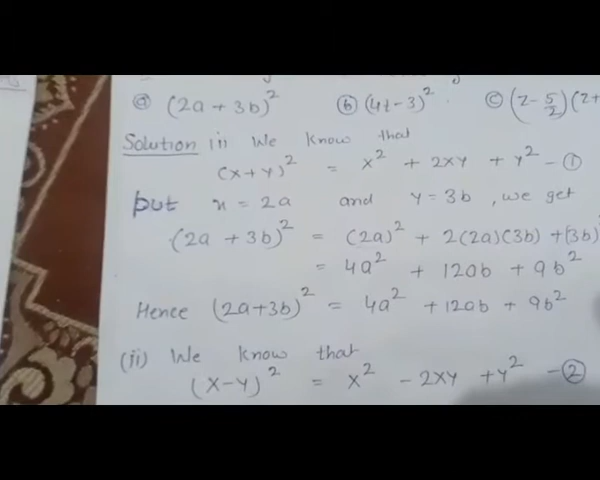 ⓐ (2a + 3b)² ⓑ (4t - 3)² ⓒ (z - 5/2)(z+
Solution (i) We know that
(x+y)² = x² + 2xy + y² - ①
put x = 2a and y = 3b, we get
(2a + 3b)² = (2a)² + 2(2a)(3b) + (3b)
= 4a² + 12ab + 9b²
Hence (2a+3b)² = 4a² + 12ab + 9b²
(ii) We know that
(x-y)² = x² - 2xy + y² - ②